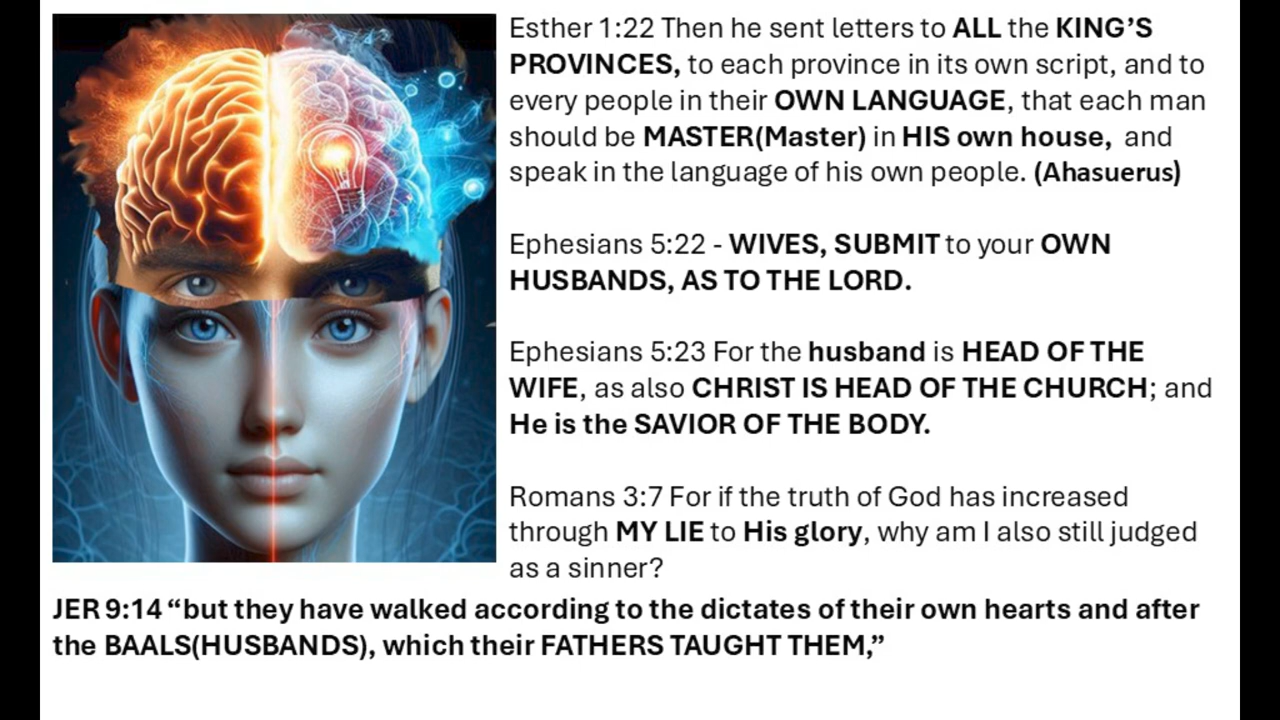 Esther 1:22 Then he sent letters to ALL the KING'S
PROVINCES, to each province in its own script, and to
every people in their OWN LANGUAGE, that each man
should be MASTER(Master) in HIS own house,  and
speak in the language of his own people. (Ahasuerus)
Ephesians 5:22 - WIVES, SUBMIT to your OWN
HUSBANDS, AS TO THE LORD.
Ephesians 5:23 For the husband is HEAD OF THE
WIFE, as also CHRIST IS HEAD OF THE CHURCH; and
He is the SAVIOR OF THE BODY.
Romans 3:7 For if the truth of God has increased
through MY LIE to His glory, why am I also still judged
as a sinner?
JER 9:14 “but they have walked according to the dictates of their own hearts and after
the BAALS(HUSBANDS), which their FATHERS TAUGHT THEM,”